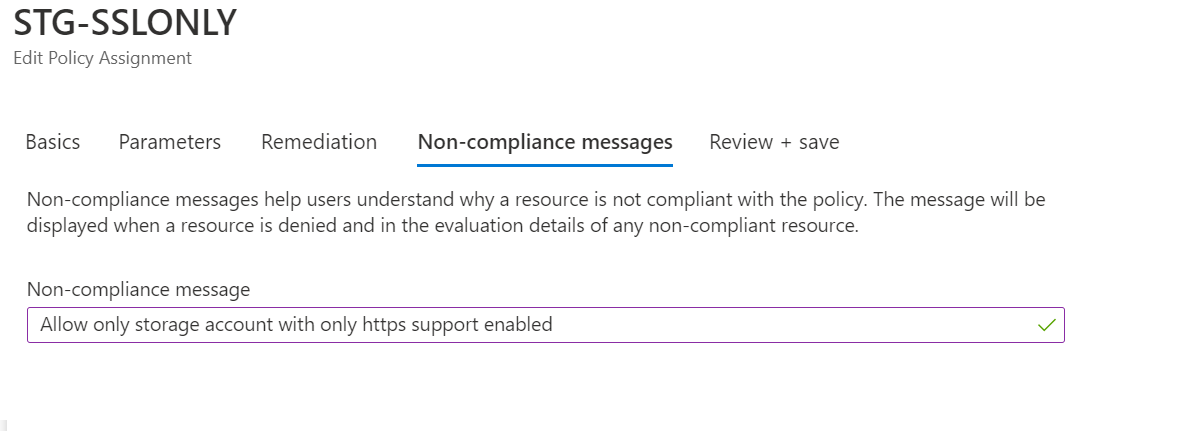 STG-SSLONLY
Edit Policy Assignment
Basics Parameters Remediation Non-compliance messages Review + save
Non-compliance messages help users understand why a resource is not compliant with the policy. The message will be
displayed when a resource is denied and in the evaluation details of any non-compliant resource.
Non-compliance message
Allow only storage account with only https support enabled